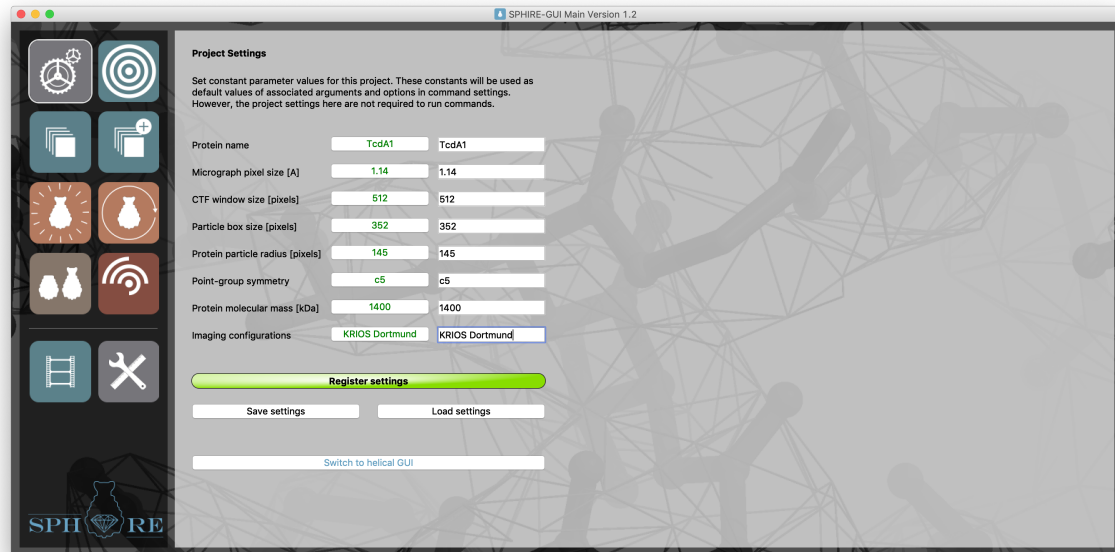 SPHIRE-GUI Main Version 1.2
Project Settings
Set constant parameter values for this project. These constants will be used as
default values of associated arguments and options in command settings.
However, the project settings here are not required to run commands.
Protein name TcdA1 TcdA1
Micrograph pixel size [A] 1.14 1.14
CTF window size [pixels] 512 512
Particle box size [pixels] 352 352
Protein particle radius [pixels] 145 145
Point-group symmetry c5 c5
Protein molecular mass [kDa] 1400 1400
Imaging configurations KRIOS Dortmund KRIOS Dortmund
Register settings
Save settings Load settings
Switch to helical GUI
SPHIRE